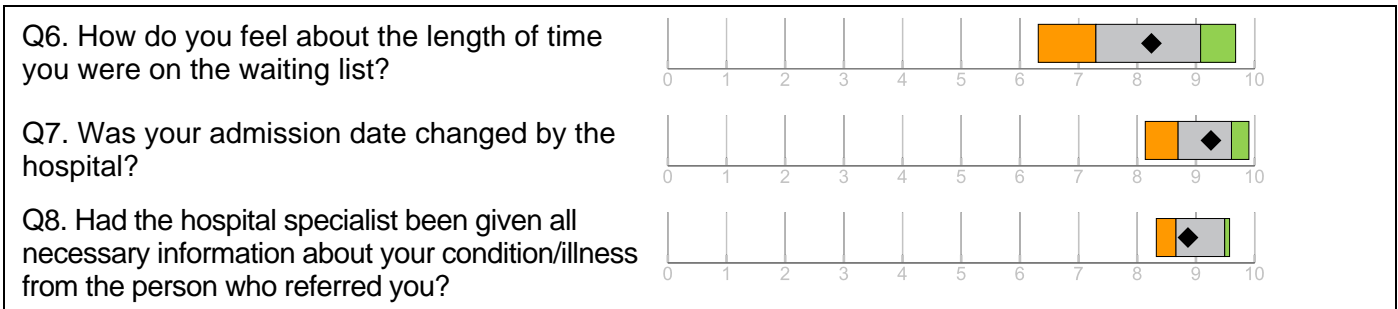 Q6. How do you feel about the length of time
you were on the waiting list?
0 1 2 3 4 5 6 7 8 9 10
Q7. Was your admission date changed by the
hospital?
0 1 2 3 4 5 6 7 8 9 10
Q8. Had the hospital specialist been given all
necessary information about your condition/illness
from the person who referred you?
0 1 2 3 4 5 6 7 8 9 10